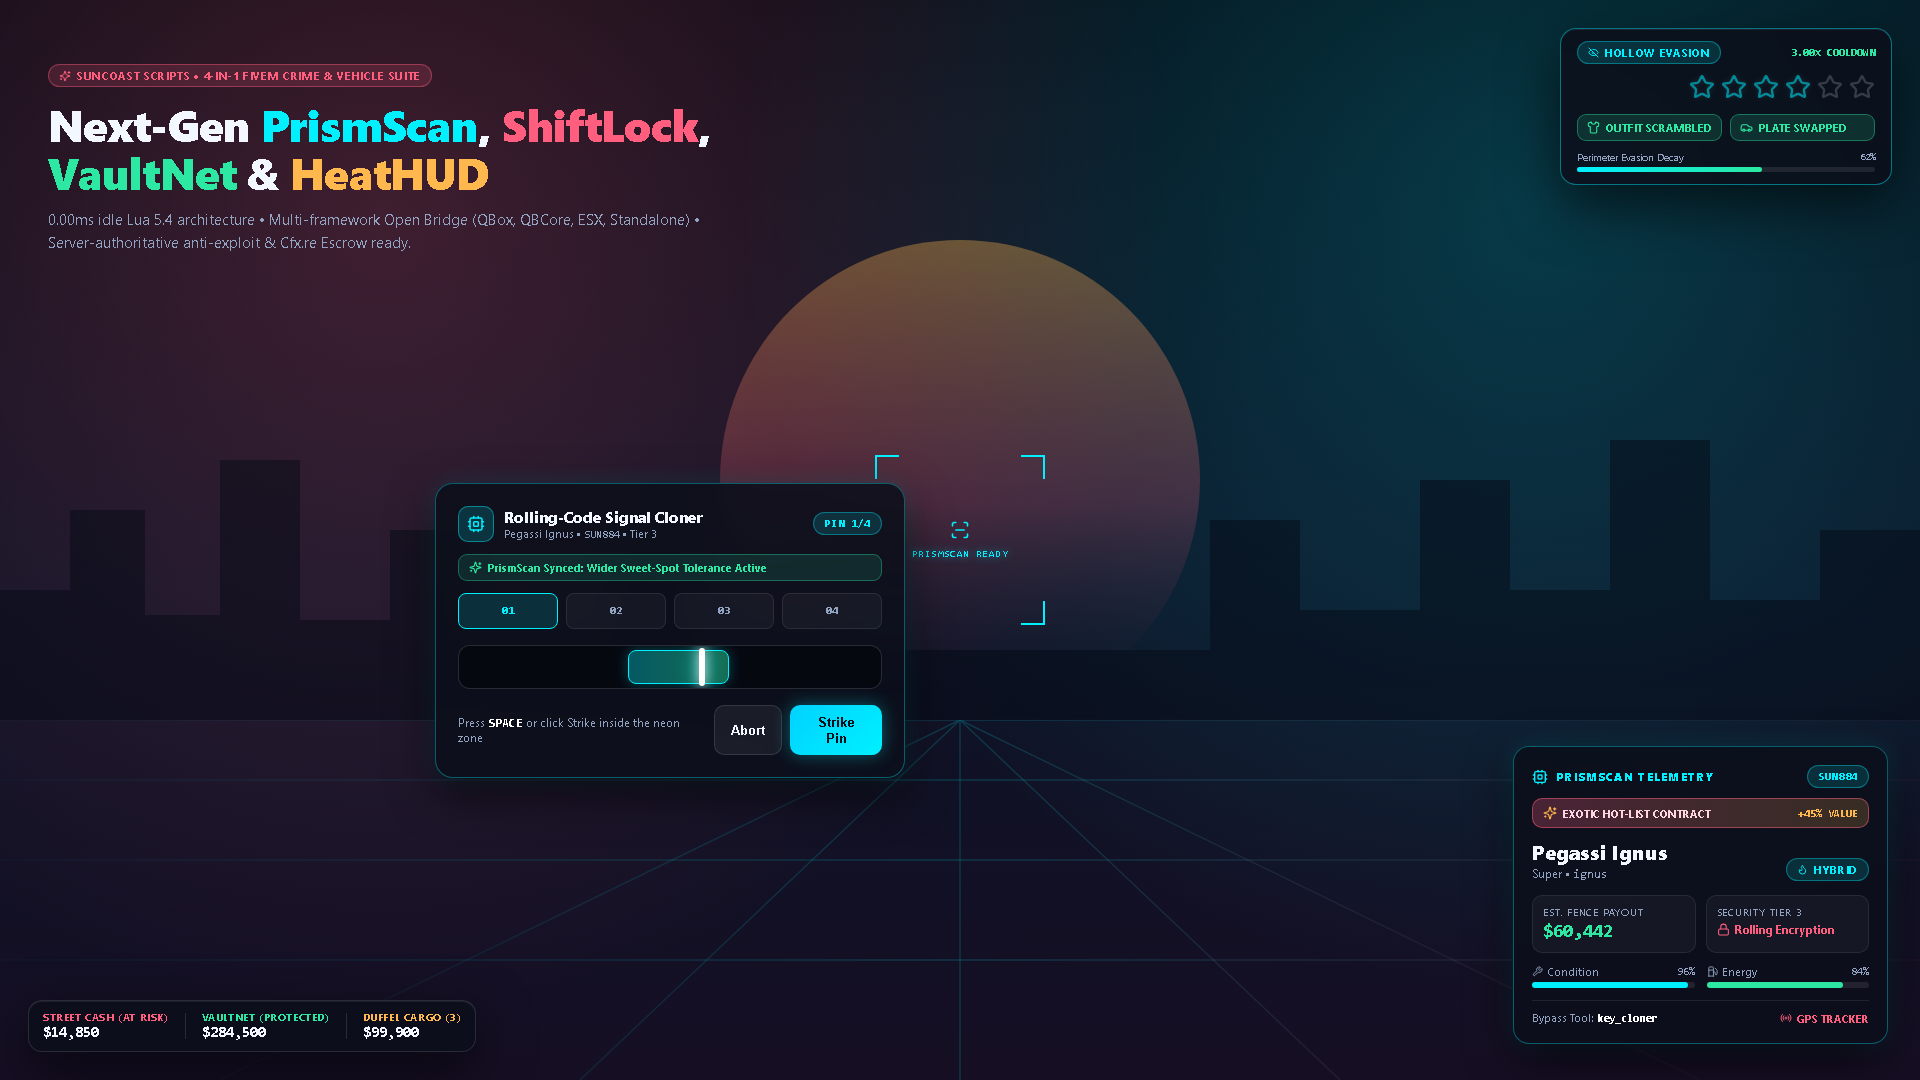 SUNCOAST SCRIPTS • 4-IN-1 FIVEM CRIME & VEHICLE SUITE
Next-Gen PrismScan, ShiftLock,
VaultNet & HeatHUD
0.00ms idle Lua 5.4 architecture • Multi-framework Open Bridge (QBox, QBCore, ESX, Standalone) •
Server-authoritative anti-exploit & Cfx.re Escrow ready.
HOLLOW EVASION
3.00x COOLDOWN
OUTFIT SCRAMBLED
PLATE SWAPPED
Perimeter Evasion Decay
62%
Rolling-Code Signal Cloner
Pegassi Ignus • SUN884 • Tier 3
PIN 1/4
PrismScan Synced: Wider Sweet-Spot Tolerance Active
01
02
03
04
Press SPACE or click Strike inside the neon
zone
Abort
Strike
Pin
PRISMSCAN READY
PRISMSCAN TELEMETRY
SUN884
EXOTIC HOT-LIST CONTRACT
+45% VALUE
Pegassi Ignus
Super • ignus
HYBRID
EST. FENCE PAYOUT
$60,442
SECURITY TIER 3
Rolling Encryption
Condition
96%
Energy
84%
Bypass Tool: key_cloner
GPS TRACKER
STREET CASH (AT RISK)
$14,850
VAULTNET (PROTECTED)
$284,500
DUFFEL CARGO (3)
$99,900